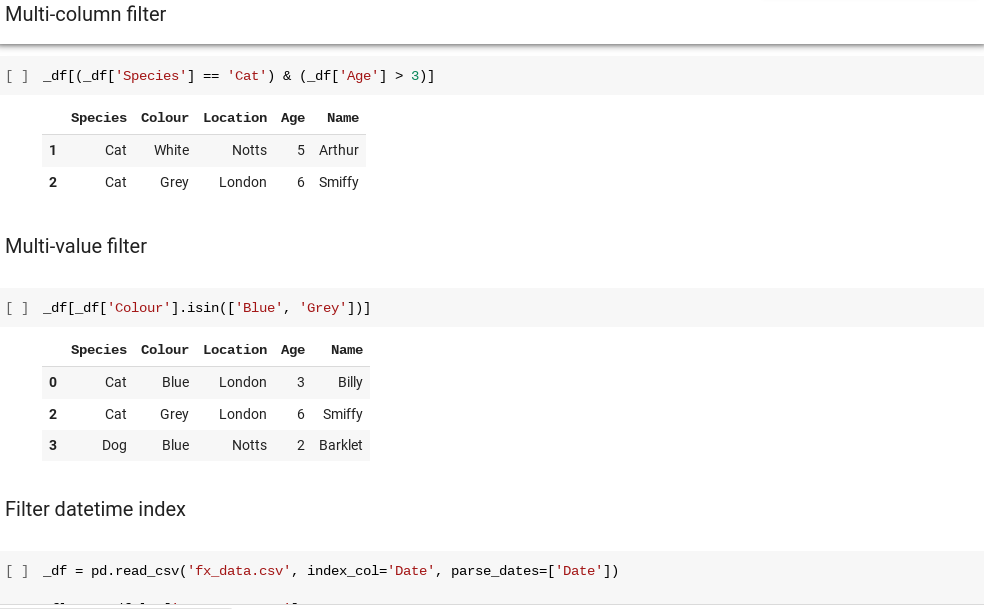 Multi-column filter
[ ] _df[(_df['Species'] == 'Cat') & (_df['Age'] > 3)]
Species Colour Location Age Name
1 Cat White Notts 5 Arthur
2 Cat Grey London 6 Smiffy
Multi-value filter
[ ] _df[_df['Colour'].isin(['Blue', 'Grey'])]
Species Colour Location Age Name
0 Cat Blue London 3 Billy
2 Cat Grey London 6 Smiffy
3 Dog Blue Notts 2 Barklet
Filter datetime index
[ ] _df = pd.read_csv('fx_data.csv', index_col='Date', parse_dates=['Date'])